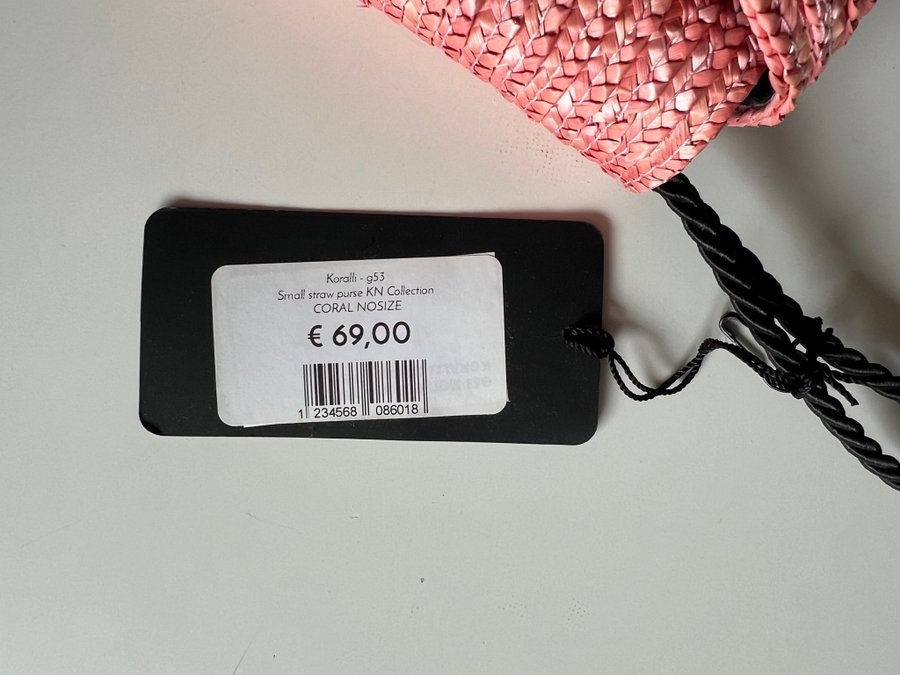 Koralli - g53
Small straw purse KN Collection
CORAL NOSIZE
€ 69,00
1 234568 086018